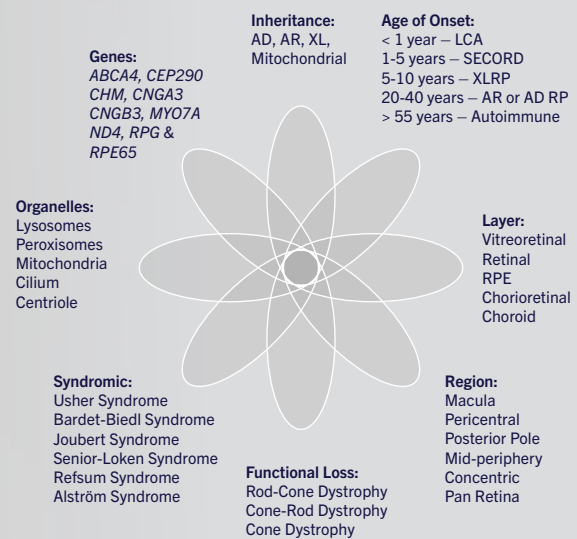 Inheritance:
AD, AR, XL,
Mitochondrial
Age of Onset:
< 1 year – LCA
1-5 years – SECORD
5-10 years – XLRP
20-40 years – AR or AD RP
> 55 years – Autoimmune
Genes:
ABCA4, CEP290
CHM, CNGA3
CNGB3, MYO7A
ND4, RPG &
RPE65
Organelles:
Lysosomes
Peroxisomes
Mitochondria
Cilium
Centriole
Layer:
Vitreoretinal
Retinal
RPE
Chorioretinal
Choroid
Syndromic:
Usher Syndrome
Bardet-Biedl Syndrome
Joubert Syndrome
Senior-Loken Syndrome
Refsum Syndrome
Alström Syndrome
Functional Loss:
Rod-Cone Dystrophy
Cone-Rod Dystrophy
Cone Dystrophy
Region:
Macula
Pericentral
Posterior Pole
Mid-periphery
Concentric
Pan Retina